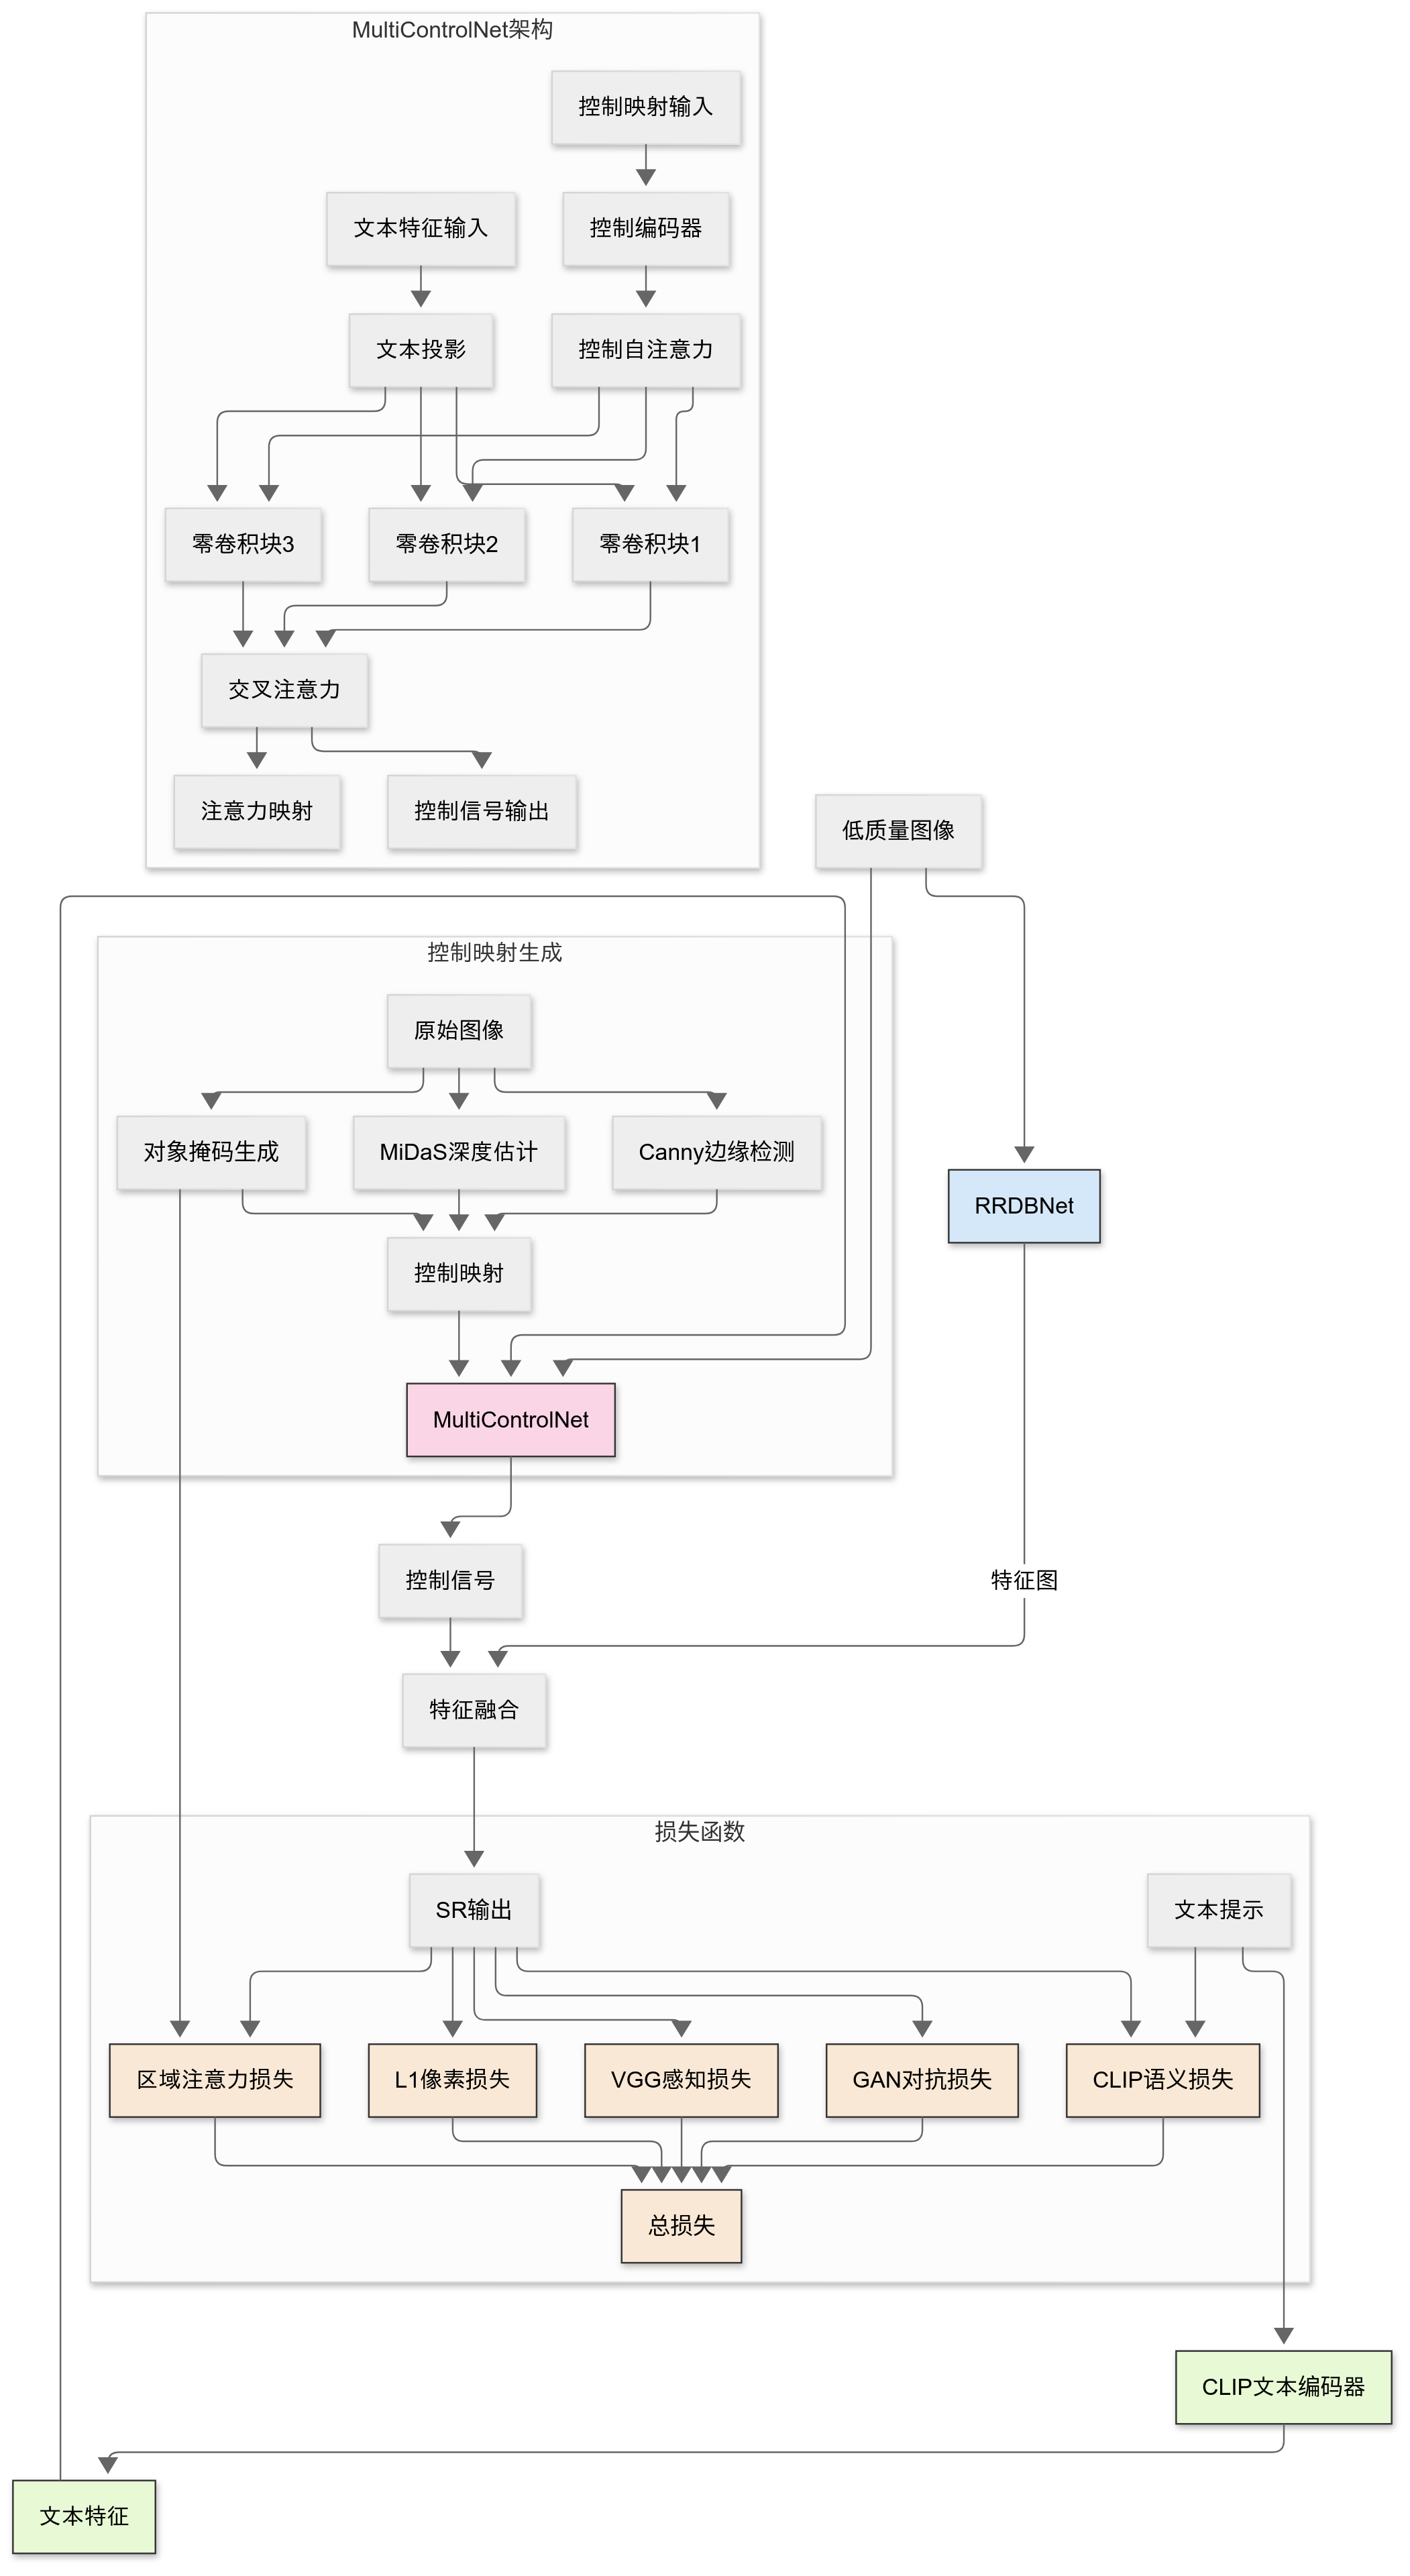 MultiControlNet架构
控制映射输入
文本特征输入
控制编码器
文本投影
控制自注意力
零卷积块3
零卷积块2
零卷积块1
交叉注意力
注意力映射
控制信号输出
低质量图像
控制映射生成
原始图像
对象掩码生成
MiDaS深度估计
Canny边缘检测
RRDBNet
控制映射
MultiControlNet
控制信号
特征图
特征融合
损失函数
SR输出
文本提示
区域注意力损失
L1像素损失
VGG感知损失
GAN对抗损失
CLIP语义损失
总损失
CLIP文本编码器
文本特征